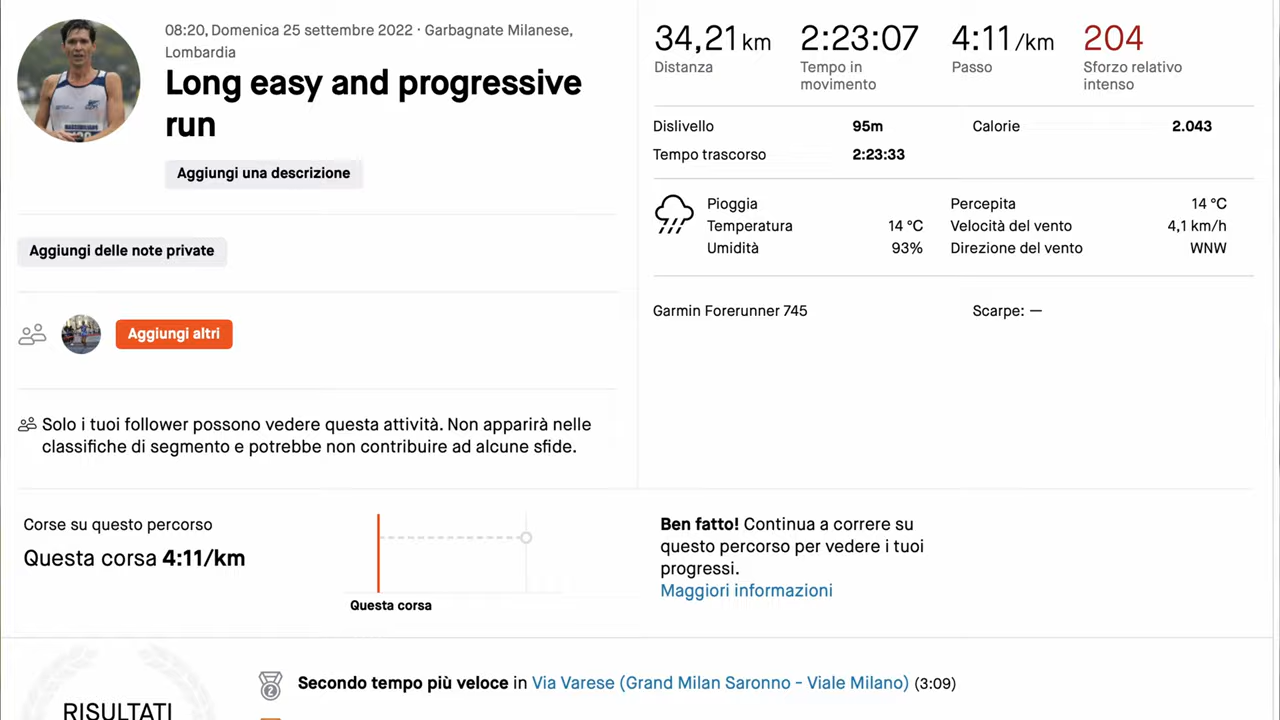 08:20, Domenica 25 settembre 2022 · Garbagnate Milanese,
Lombardia
Long easy and progressive
run
Aggiungi una descrizione
Aggiungi delle note private
Aggiungi altri
Solo i tuoi follower possono vedere questa attività. Non apparirà nelle
classifiche di segmento e potrebbe non contribuire ad alcune sfide.
34,21 km
Distanza
2:23:07
Tempo in
movimento
4:11 /km
Passo
204
Sforzo relativo
intenso
Dislivello 95m
Calorie 2.043
Tempo trascorso 2:23:33
Pioggia
Temperatura 14 °C
Umidità 93%
Percepita 14 °C
Velocità del vento 4,1 km/h
Direzione del vento WNW
Garmin Forerunner 745
Scarpe: —
Corse su questo percorso
Questa corsa 4:11/km
Questa corsa
Ben fatto! Continua a correre su
questo percorso per vedere i tuoi
progressi.
Maggiori informazioni
RISULTATI
2
Secondo tempo più veloce in Via Varese (Grand Milan Saronno - Viale Milano) (3:09)